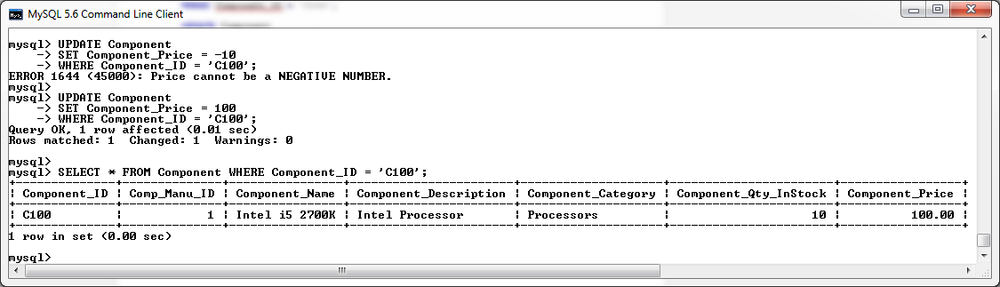 MySQL 5.6 Command Line Client
mysql> UPDATE Component
    -> SET Component_Price = -10
    -> WHERE Component_ID = 'C100';
ERROR 1644 (45000): Price cannot be a NEGATIVE NUMBER.
mysql>
mysql> UPDATE Component
    -> SET Component_Price = 100
    -> WHERE Component_ID = 'C100';
Query OK, 1 row affected (0.01 sec)
Rows matched: 1  Changed: 1  Warnings: 0
mysql>
mysql> SELECT * FROM Component WHERE Component_ID = 'C100';
+--------------+--------------+----------------+-----------------------+--------------------+------------------------+-----------------+
| Component_ID | Comp_Manu_ID | Component_Name | Component_Description | Component_Category | Component_Qty_InStock | Component_Price |
+--------------+--------------+----------------+-----------------------+--------------------+------------------------+-----------------+
| C100         |            1 | Intel i5 2700K | Intel Processor       | Processors         |                    10 |          100.00 |
+--------------+--------------+----------------+-----------------------+--------------------+------------------------+-----------------+
1 row in set (0.00 sec)
mysql>